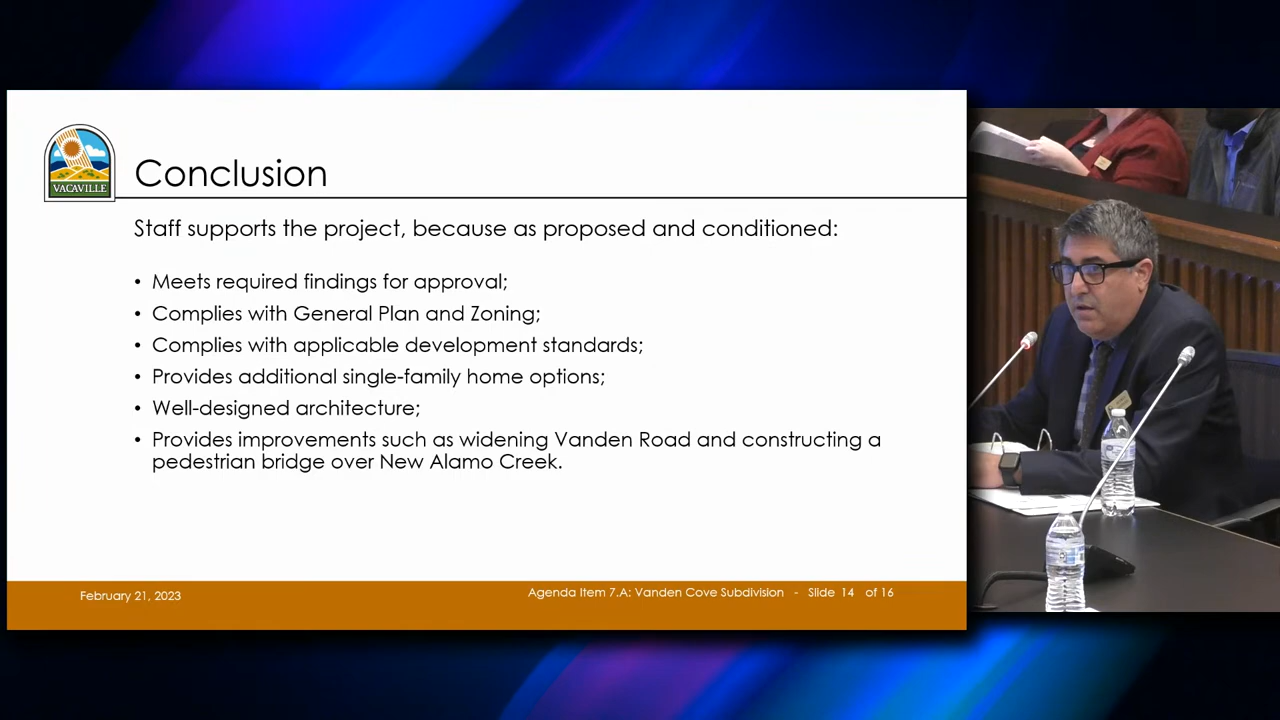 VACAVILLE
Conclusion
Staff supports the project, because as proposed and conditioned:
• Meets required findings for approval;
• Complies with General Plan and Zoning;
• Complies with applicable development standards;
• Provides additional single-family home options;
• Well-designed architecture;
• Provides improvements such as widening Vanden Road and constructing a
pedestrian bridge over New Alamo Creek.
February 21, 2023
Agenda Item 7.A: Vanden Cove Subdivision - Slide 14 of 16